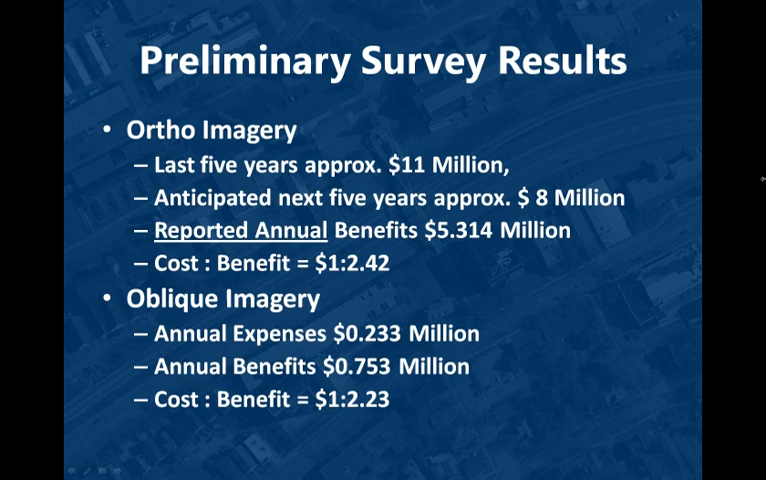 Preliminary Survey Results
• Ortho Imagery
– Last five years approx. $11 Million,
– Anticipated next five years approx. $ 8 Million
– Reported Annual Benefits $5.314 Million
– Cost : Benefit = $1:2.42
• Oblique Imagery
– Annual Expenses $0.233 Million
– Annual Benefits $0.753 Million
– Cost : Benefit = $1:2.23